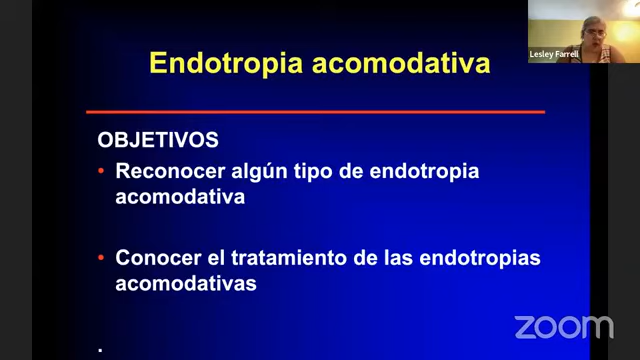 Endotropia acomodativa
Lesley Farrell
OBJETIVOS
• Reconocer algún tipo de endotropia
acomodativa
• Conocer el tratamiento de las endotropias
acomodativas
.
zoom